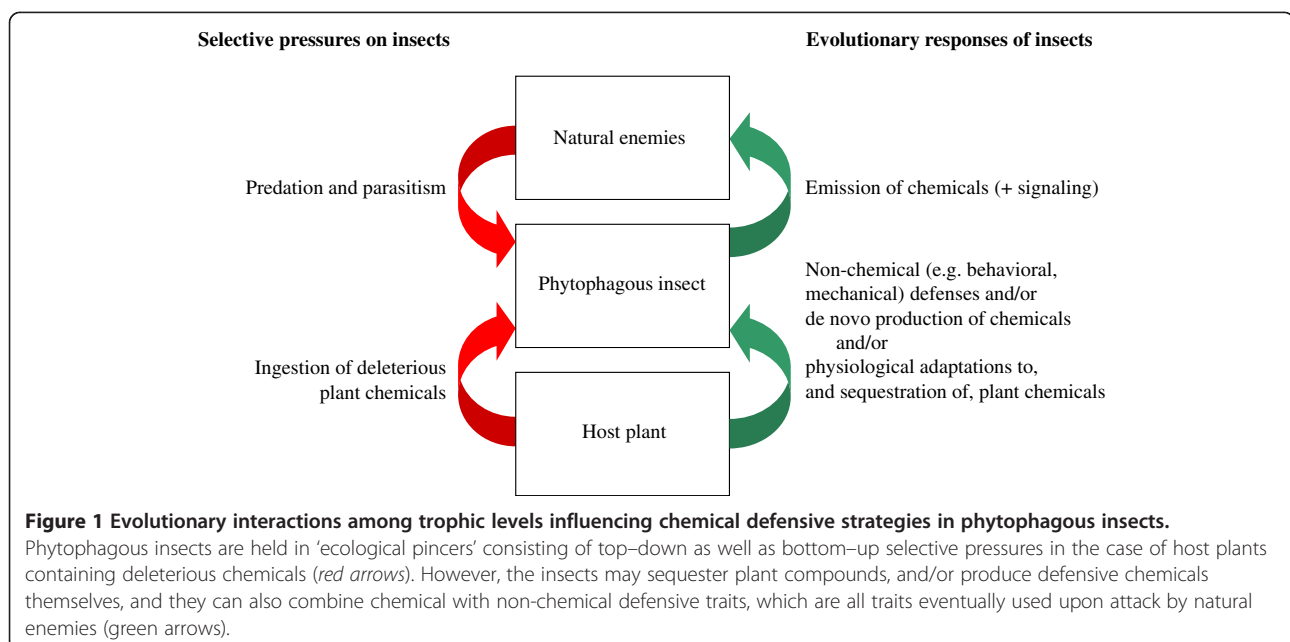 Selective pressures on insects
Evolutionary responses of insects
Natural enemies
Predation and parasitism
Emission of chemicals (+ signaling)
Phytophagous insect
Non-chemical (e.g. behavioral,
mechanical) defenses and/or
de novo production of chemicals
and/or
physiological adaptations to,
and sequestration of, plant chemicals
Ingestion of deleterious
plant chemicals
Host plant
Figure 1 Evolutionary interactions among trophic levels influencing chemical defensive strategies in phytophagous insects.
Phytophagous insects are held in ‘ecological pincers’ consisting of top–down as well as bottom–up selective pressures in the case of host plants
containing deleterious chemicals (red arrows). However, the insects may sequester plant compounds, and/or produce defensive chemicals
themselves, and they can also combine chemical with non-chemical defensive traits, which are all traits eventually used upon attack by natural
enemies (green arrows).